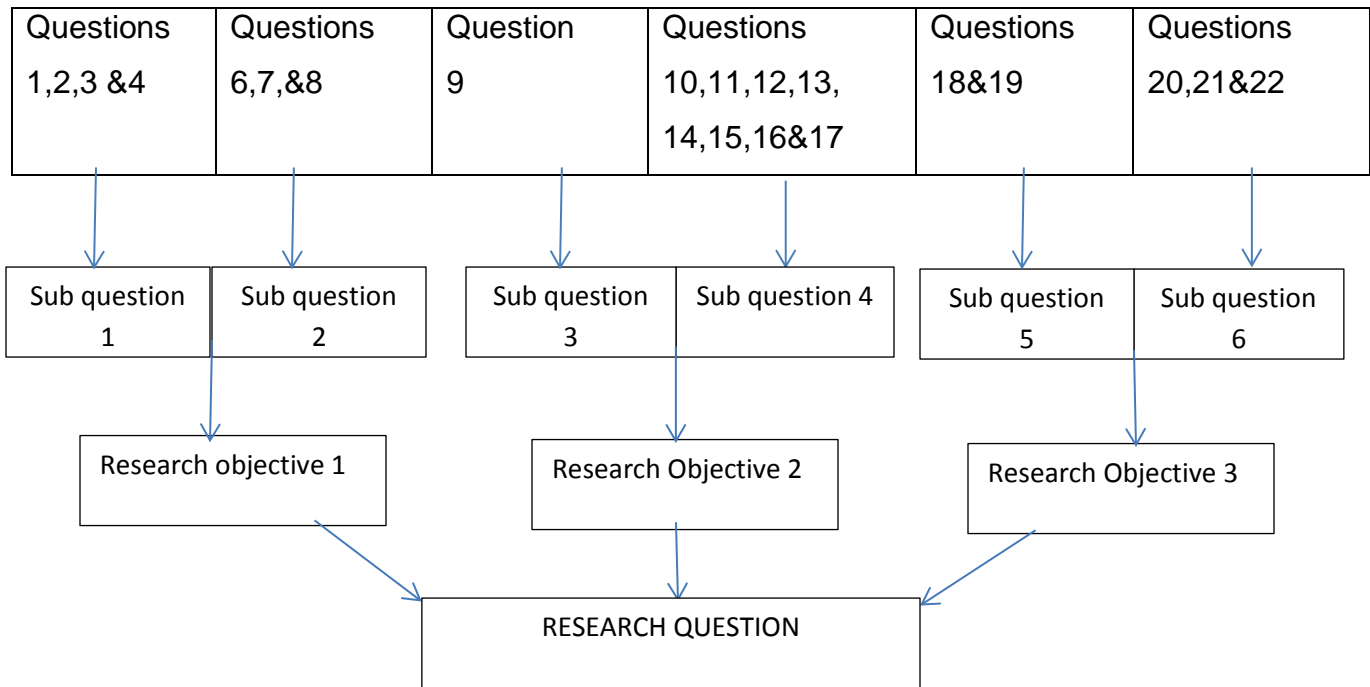 Questions
1,2,3 &4
Questions
6,7,&8
Question
9
Questions
10,11,12,13,
14,15,16&17
Questions
18&19
Questions
20,21&22
Sub question
1
Sub question
2
Sub question
3
Sub question 4
Sub question
5
Sub question
6
Research objective 1
Research Objective 2
Research Objective 3
RESEARCH QUESTION